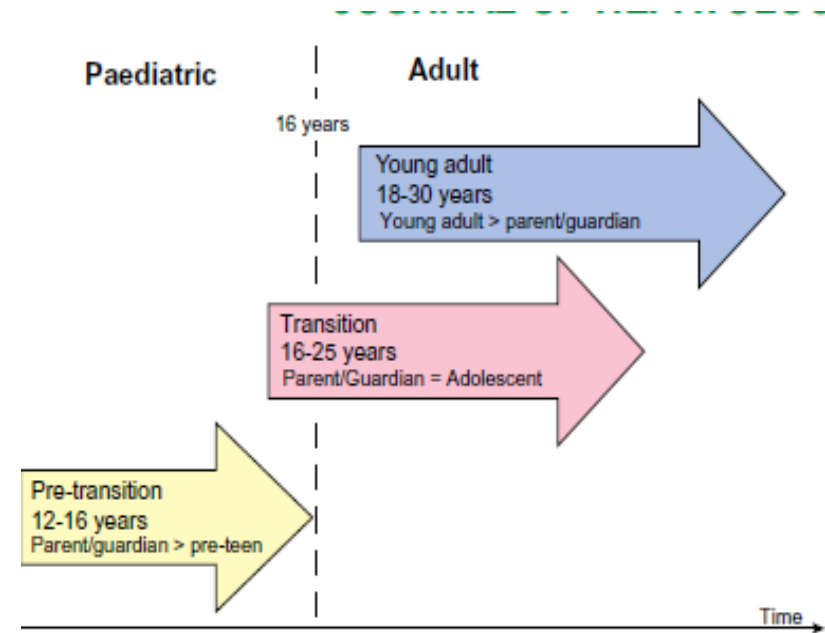 Paediatric
Adult
16 years
Young adult
18-30 years
Young adult > parent/guardian
Transition
16-25 years
Parent/Guardian = Adolescent
Pre-transition
12-16 years
Parent/guardian > pre-teen
Time